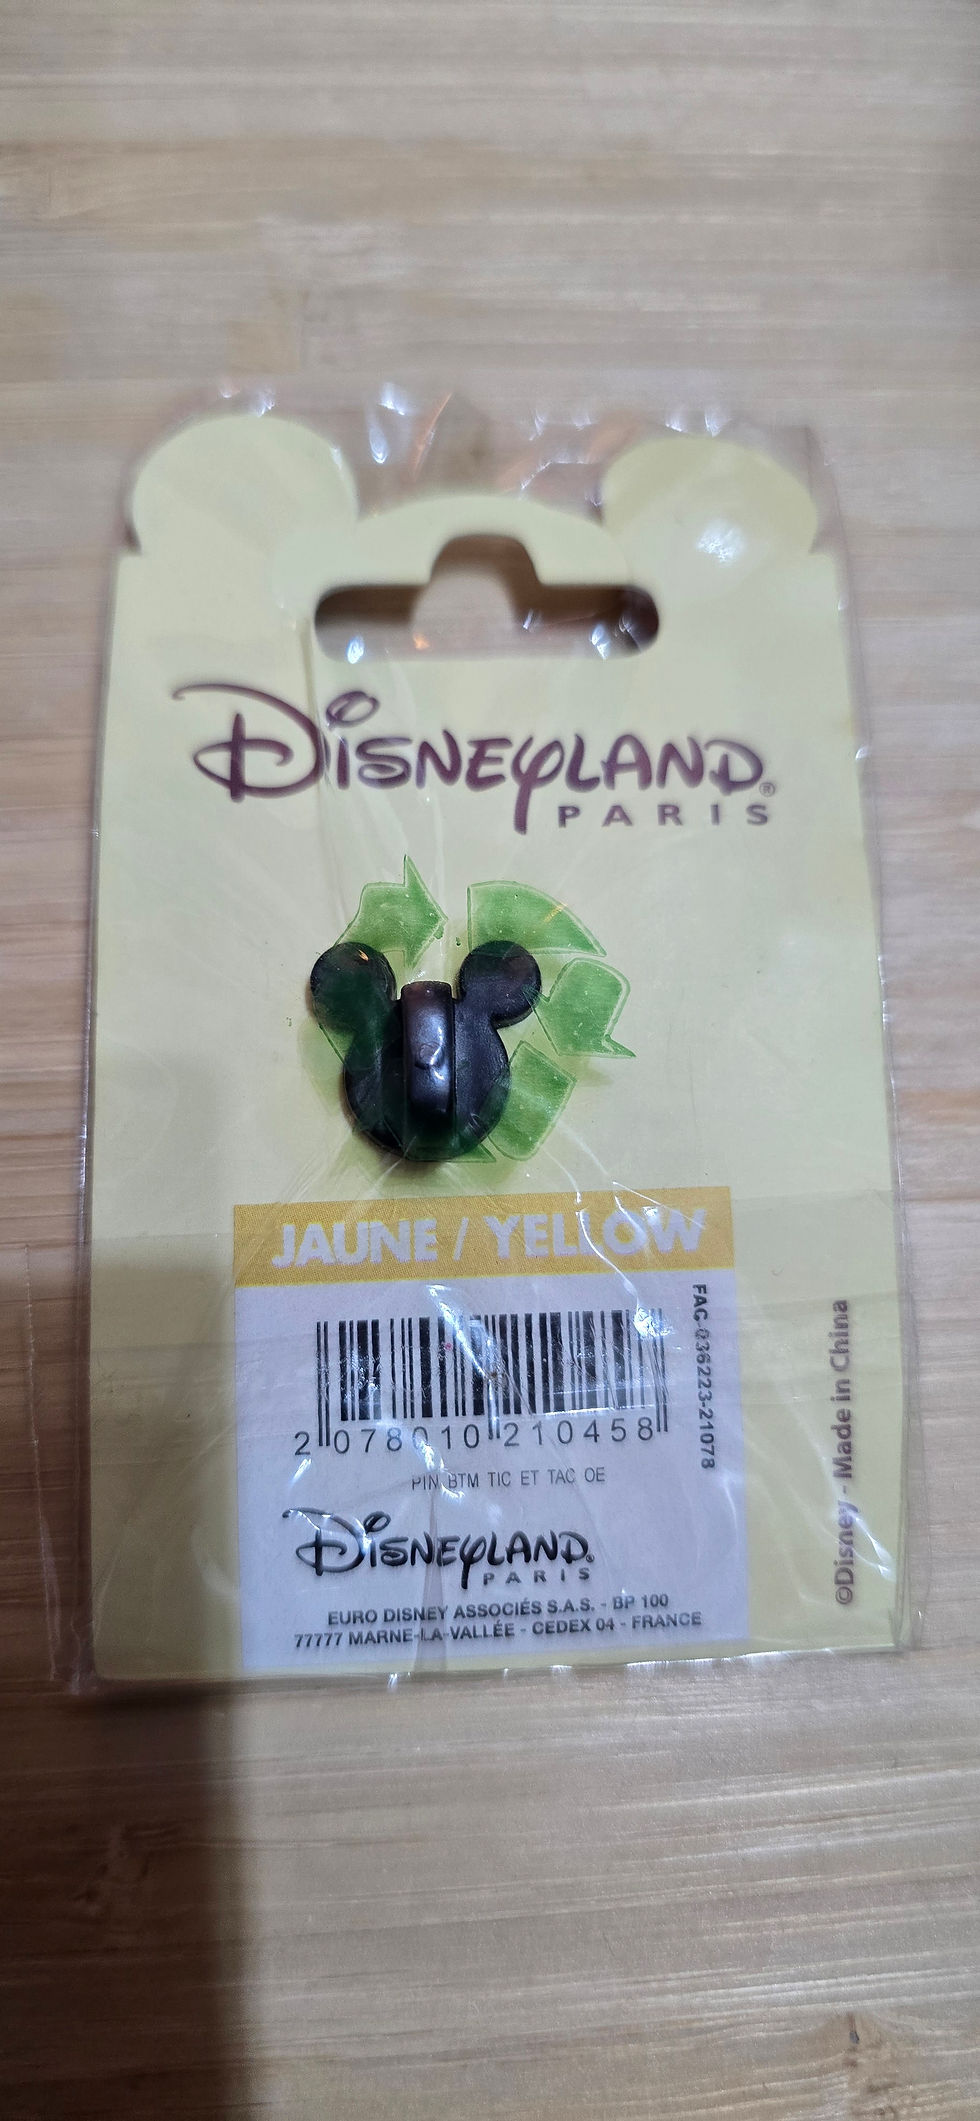 Disneyland®
PARIS
JAUNE / YELLOW
2 078010 210458
FAC-036223-21078
PIN BTM TIC ET TAC OE
Disneyland®
PARIS
EURO DISNEY ASSOCIÉS S.A.S. - BP 100
77777 MARNE-LA-VALLÉE - CEDEX 04 - FRANCE
©Disney - Made in China